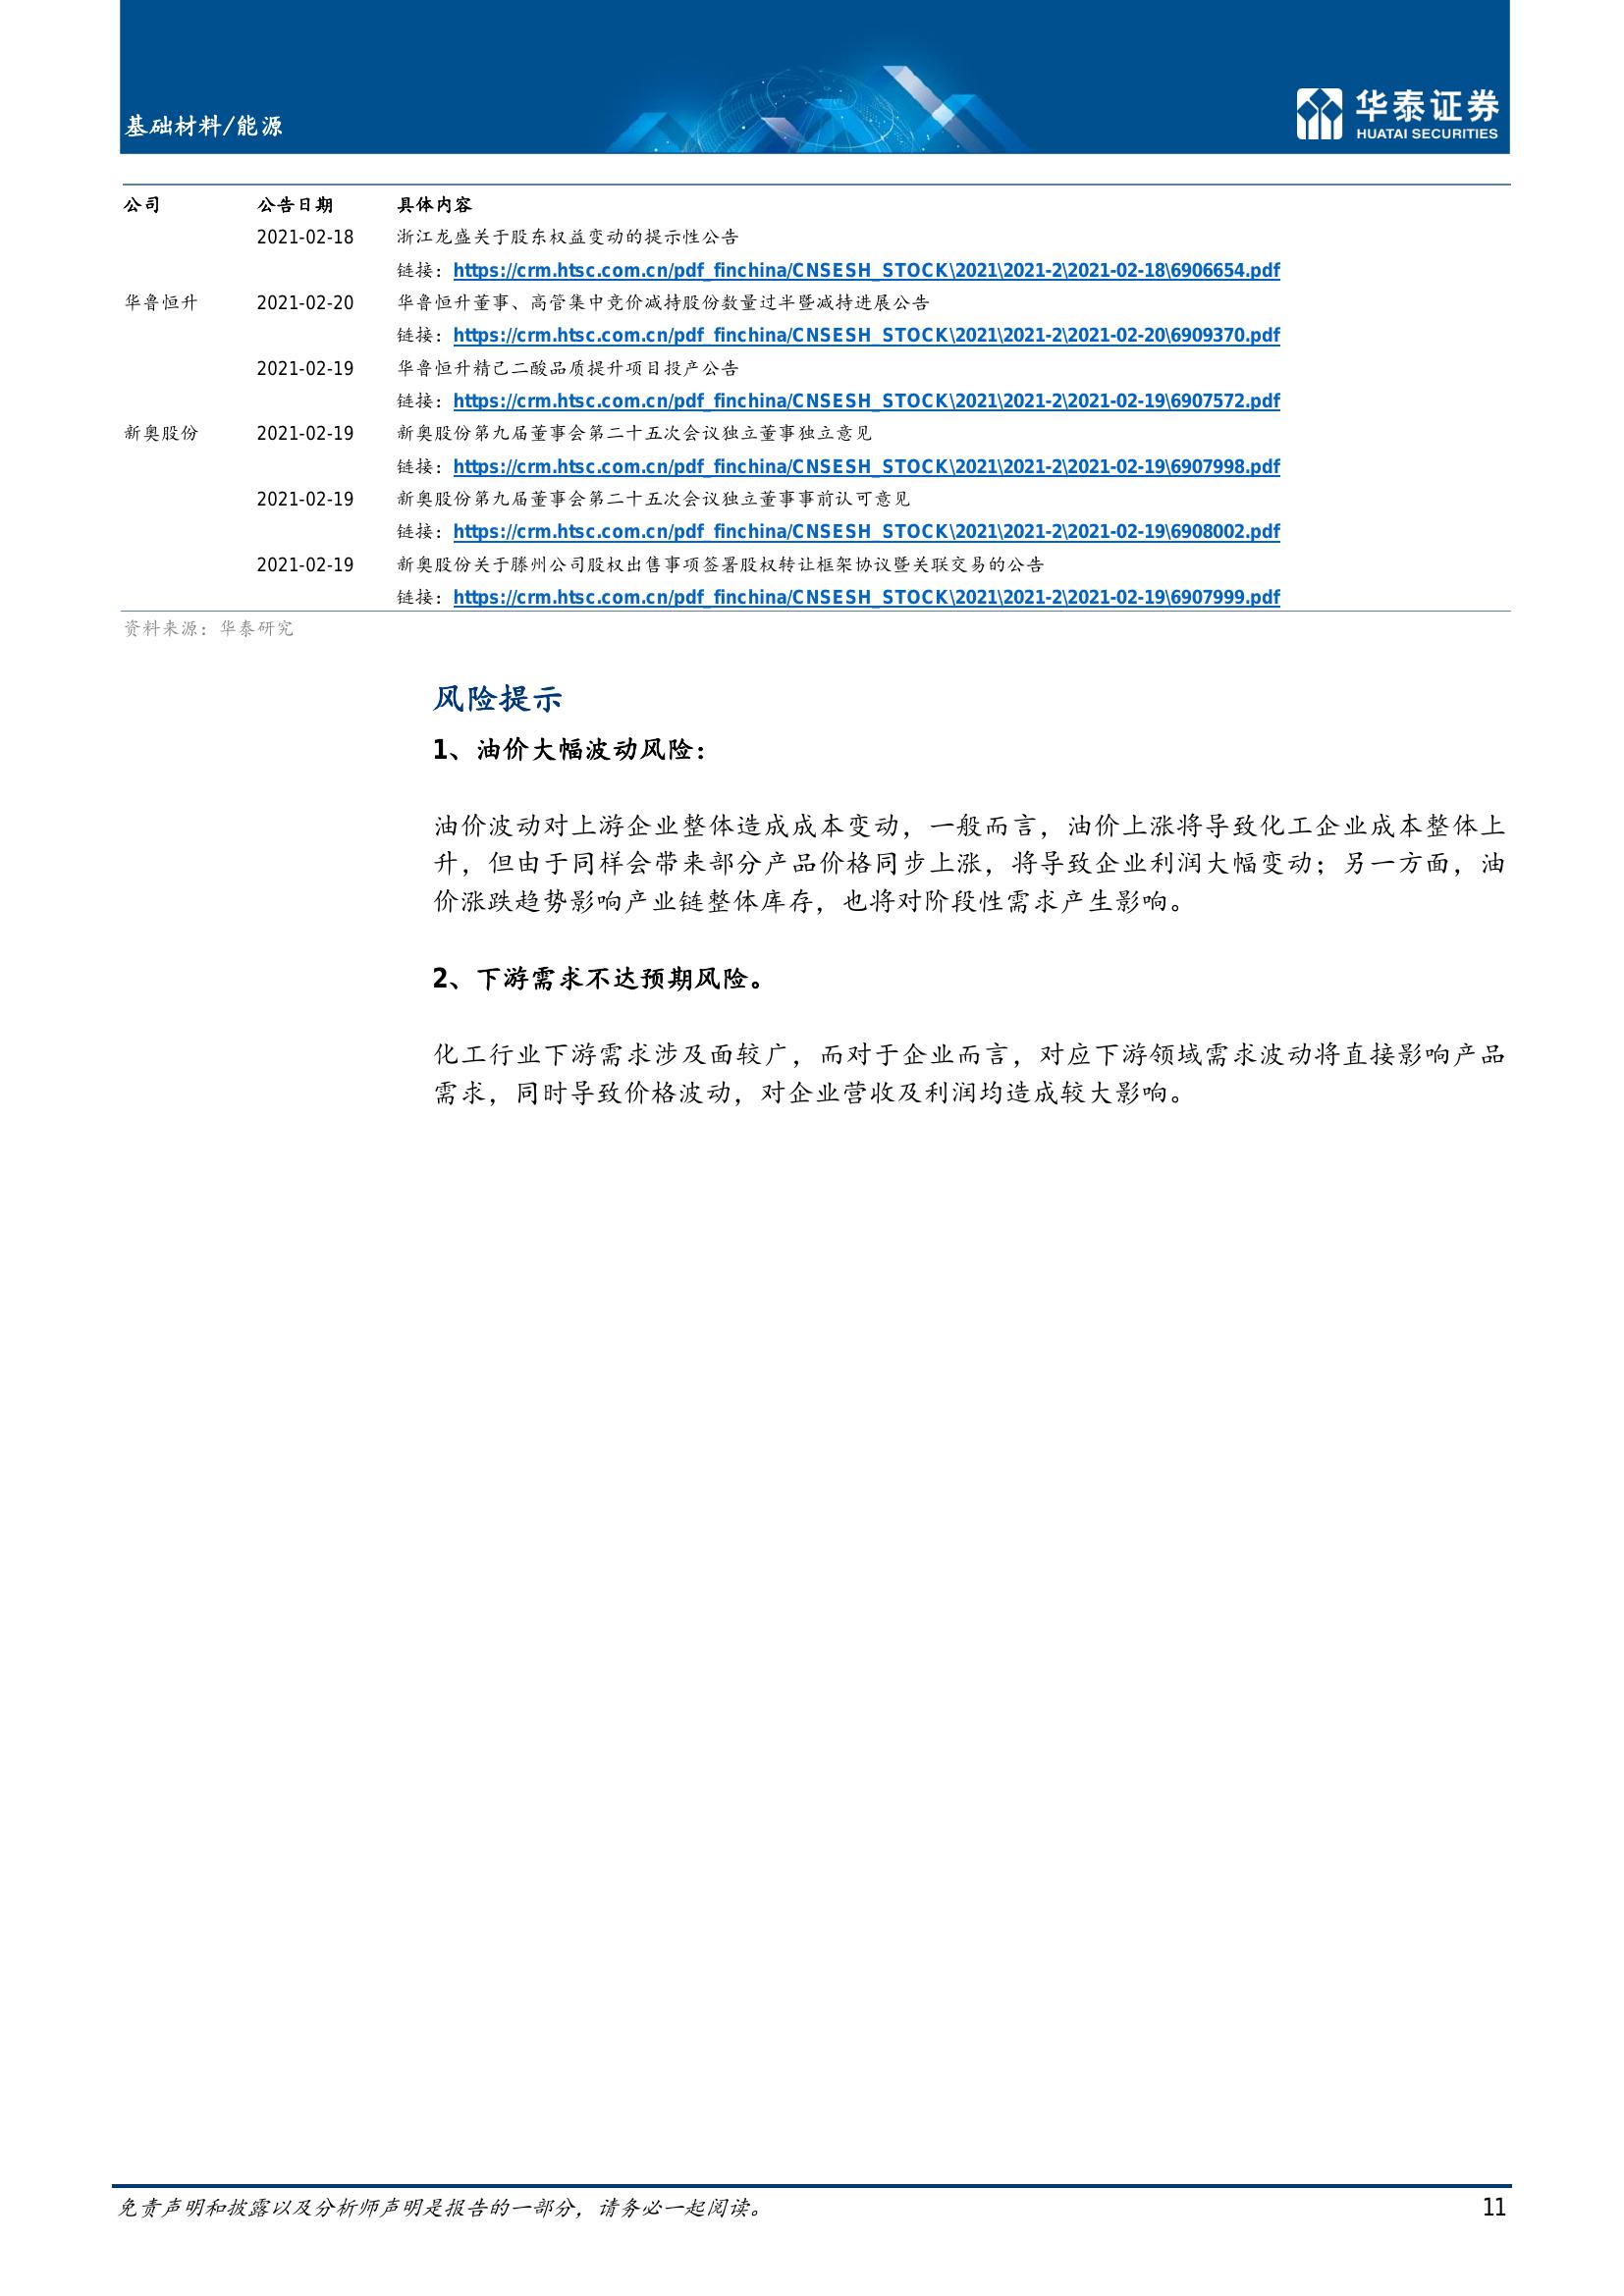 基础材料/能源
华泰证券
HUATAI SECURITIES
公司 公告日期 具体内容
2021-02-18 浙江龙盛关于股东权益变动的提示性公告
链接：https://crm.htsc.com.cn/pdf_finchina/CNSESH_STOCK\2021\2021-2\2021-02-18\6906654.pdf
华鲁恒升 2021-02-20 华鲁恒升董事、高管集中竞价减持股份数量过半暨减持进展公告
链接：https://crm.htsc.com.cn/pdf_finchina/CNSESH_STOCK\2021\2021-2\2021-02-20\6909370.pdf
2021-02-19 华鲁恒升精己二酸品质提升项目投产公告
链接：https://crm.htsc.com.cn/pdf_finchina/CNSESH_STOCK\2021\2021-2\2021-02-19\6907572.pdf
新奥股份 2021-02-19 新奥股份第九届董事会第二十五次会议独立董事独立意见
链接：https://crm.htsc.com.cn/pdf_finchina/CNSESH_STOCK\2021\2021-2\2021-02-19\6907998.pdf
2021-02-19 新奥股份第九届董事会第二十五次会议独立董事事前认可意见
链接：https://crm.htsc.com.cn/pdf_finchina/CNSESH_STOCK\2021\2021-2\2021-02-19\6908002.pdf
2021-02-19 新奥股份关于滕州公司股权出售事项签署股权转让框架协议暨关联交易的公告
链接：https://crm.htsc.com.cn/pdf_finchina/CNSESH_STOCK\2021\2021-2\2021-02-19\6907999.pdf
资料来源：华泰研究
风险提示
1、油价大幅波动风险：
油价波动对上游企业整体造成成本变动，一般而言，油价上涨将导致化工企业成本整体上
升，但由于同样会带来部分产品价格同步上涨，将导致企业利润大幅变动；另一方面，油
价涨跌趋势影响产业链整体库存，也将对阶段性需求产生影响。
2、下游需求不达预期风险。
化工行业下游需求涉及面较广，而对于企业而言，对应下游领域需求波动将直接影响产品
需求，同时导致价格波动，对企业营收及利润均造成较大影响。
免责声明和披露以及分析师声明是报告的一部分，请务必一起阅读。 11